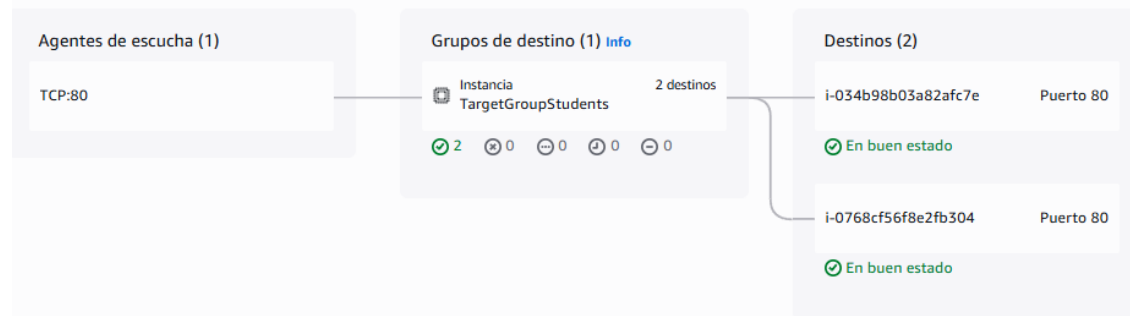 Agentes de escucha (1)
TCP:80
Grupos de destino (1) Info
Instancia
TargetGroupStudents
2 destinos
2 0 0 0 0
Destinos (2)
i-034b98b03a82afc7e Puerto 80
En buen estado
i-0768cf56f8e2fb304 Puerto 80
En buen estado